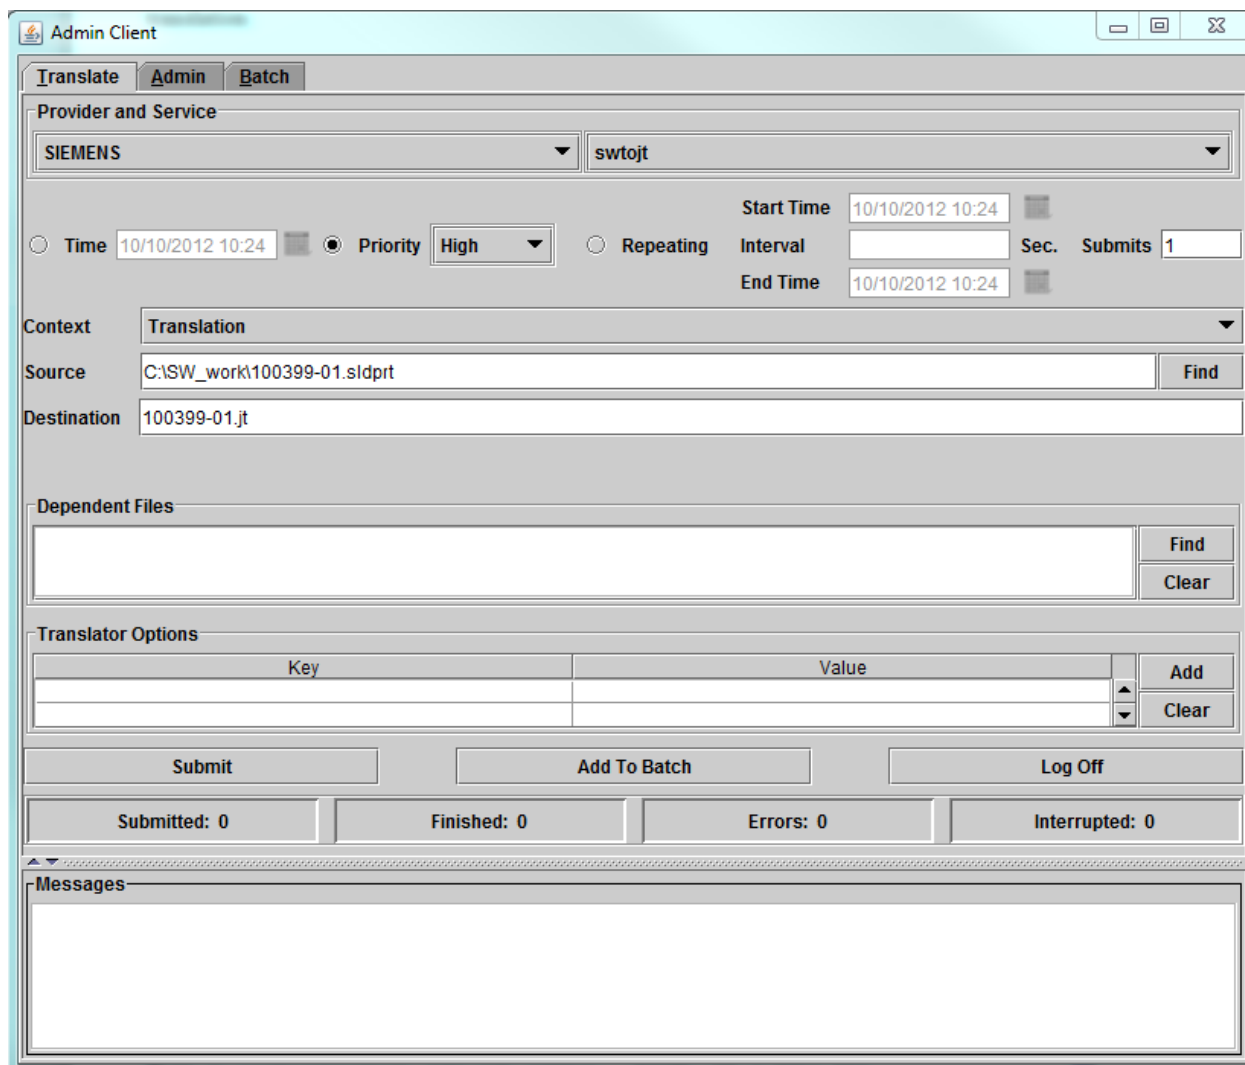 Admin Client
Translate Admin Batch
Provider and Service
SIEMENS swtojt
Start Time 10/10/2012 10:24
Time 10/10/2012 10:24 Priority High Repeating Interval Sec. Submits 1
End Time 10/10/2012 10:24
Context Translation
Source C:\SW_work\100399-01.sldprt Find
Destination 100399-01.jt
Dependent Files
Find
Clear
Translator Options
Key Value Add
Clear
Submit Add To Batch Log Off
Submitted: 0 Finished: 0 Errors: 0 Interrupted: 0
Messages